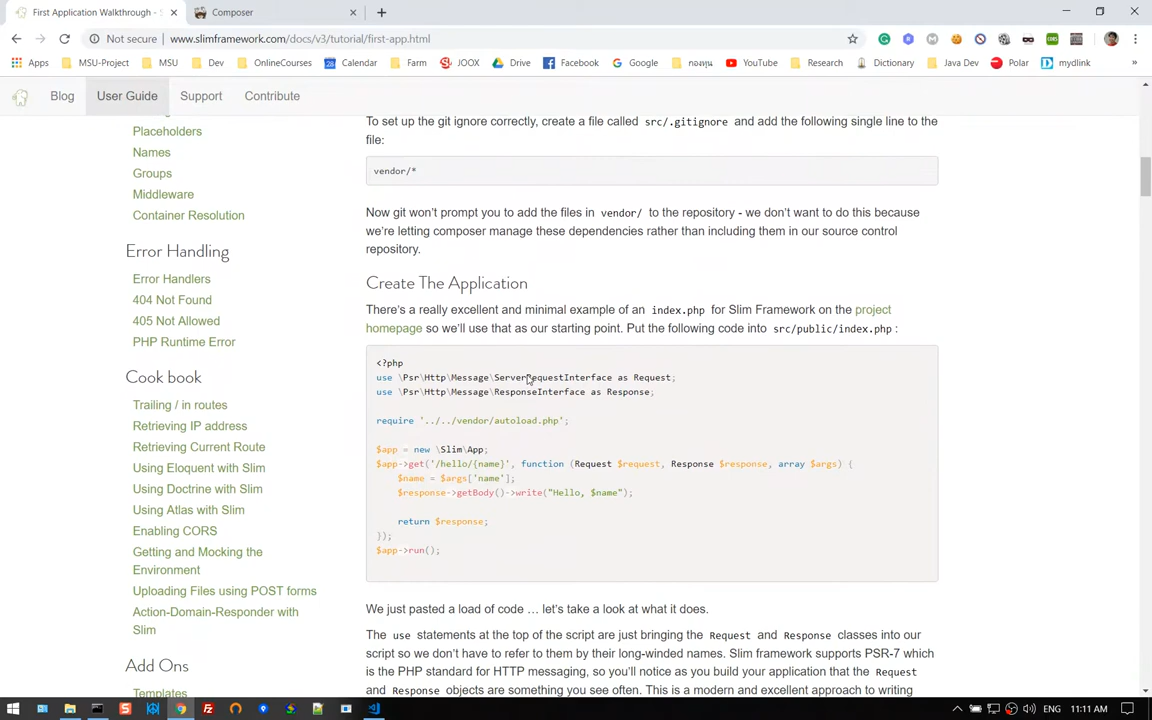 First Application Walkthrough - S
Composer
Not secure
www.slimframework.com/docs/v3/tutorial/first-app.html
Apps
MSU-Project
MSU
Dev
OnlineCourses
Calendar
Farm
JOOX
Drive
Facebook
Google
กองทุน
YouTube
Research
Dictionary
Java Dev
Polar
mydlink
»
Blog
User Guide
Support
Contribute
Placeholders
Names
Groups
Middleware
Container Resolution
Error Handling
Error Handlers
404 Not Found
405 Not Allowed
PHP Runtime Error
Cook book
Trailing / in routes
Retrieving IP address
Retrieving Current Route
Using Eloquent with Slim
Using Doctrine with Slim
Using Atlas with Slim
Enabling CORS
Getting and Mocking the
Environment
Uploading Files using POST forms
Action-Domain-Responder with
Slim
Add Ons
Templates
To set up the git ignore correctly, create a file called src/.gitignore and add the following single line to the
file:
vendor/*
Now git won't prompt you to add the files in vendor/ to the repository - we don't want to do this because
we're letting composer manage these dependencies rather than including them in our source control
repository.
Create The Application
There's a really excellent and minimal example of an index.php for Slim Framework on the project
homepage so we'll use that as our starting point. Put the following code into src/public/index.php :
<?php
use \Psr\Http\Message\ServerRequestInterface as Request;
use \Psr\Http\Message\ResponseInterface as Response;
require '../../vendor/autoload.php';
$app = new \Slim\App;
$app->get('/hello/{name}', function (Request $request, Response $response, array $args) {
$name = $args['name'];
$response->getBody()->write("Hello, $name");
return $response;
});
$app->run();
We just pasted a load of code … let's take a look at what it does.
The use statements at the top of the script are just bringing the Request and Response classes into our
script so we don't have to refer to them by their long-winded names. Slim framework supports PSR-7 which
is the PHP standard for HTTP messaging, so you'll notice as you build your application that the Request
and Response objects are something you see often. This is a modern and excellent approach to writing
ENG
11:11 AM